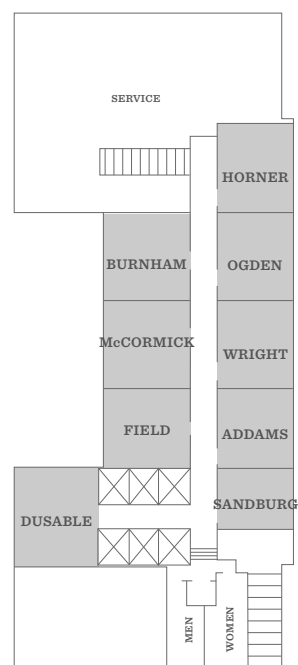 SERVICE
HORNER
BURNHAM
OGDEN
McCORMICK
WRIGHT
FIELD
ADDAMS
SANDBURG
DUSABLE
MEN
WOMEN